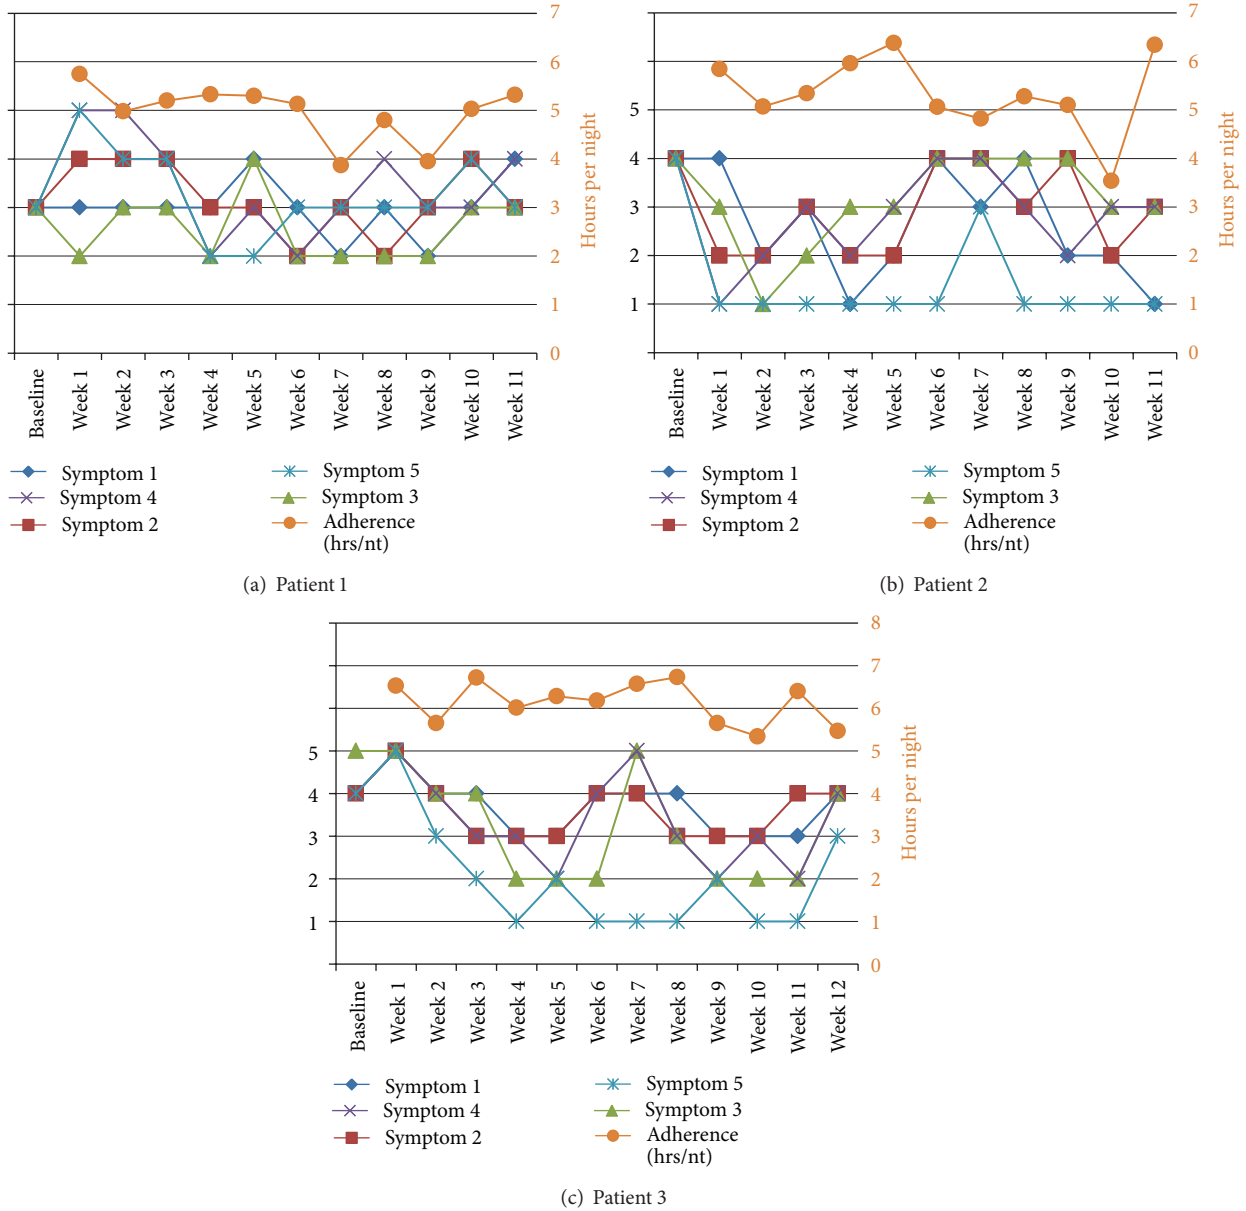 7
6
5
4
3
2
1
0
5
4
3
2
1
Hours per night
Baseline
Week 1
Week 2
Week 3
Week 4
Week 5
Week 6
Week 7
Week 8
Week 9
Week 10
Week 11
Symptom 1
Symptom 4
Symptom 2
Symptom 5
Symptom 3
Adherence
(hrs/nt)
(a) Patient 1
7
6
5
4
3
2
1
0
5
4
3
2
1
Hours per night
Hours per night
Baseline
Week 1
Week 2
Week 3
Week 4
Week 5
Week 6
Week 7
Week 8
Week 9
Week 10
Week 11
Symptom 1
Symptom 4
Symptom 2
Symptom 5
Symptom 3
Adherence
(hrs/nt)
(b) Patient 2
8
7
6
5
4
3
2
1
0
5
4
3
2
1
Hours per night
Baseline
Week 1
Week 2
Week 3
Week 4
Week 5
Week 6
Week 7
Week 8
Week 9
Week 10
Week 11
Week 12
Symptom 1
Symptom 4
Symptom 2
Symptom 5
Symptom 3
Adherence
(hrs/nt)
(c) Patient 3